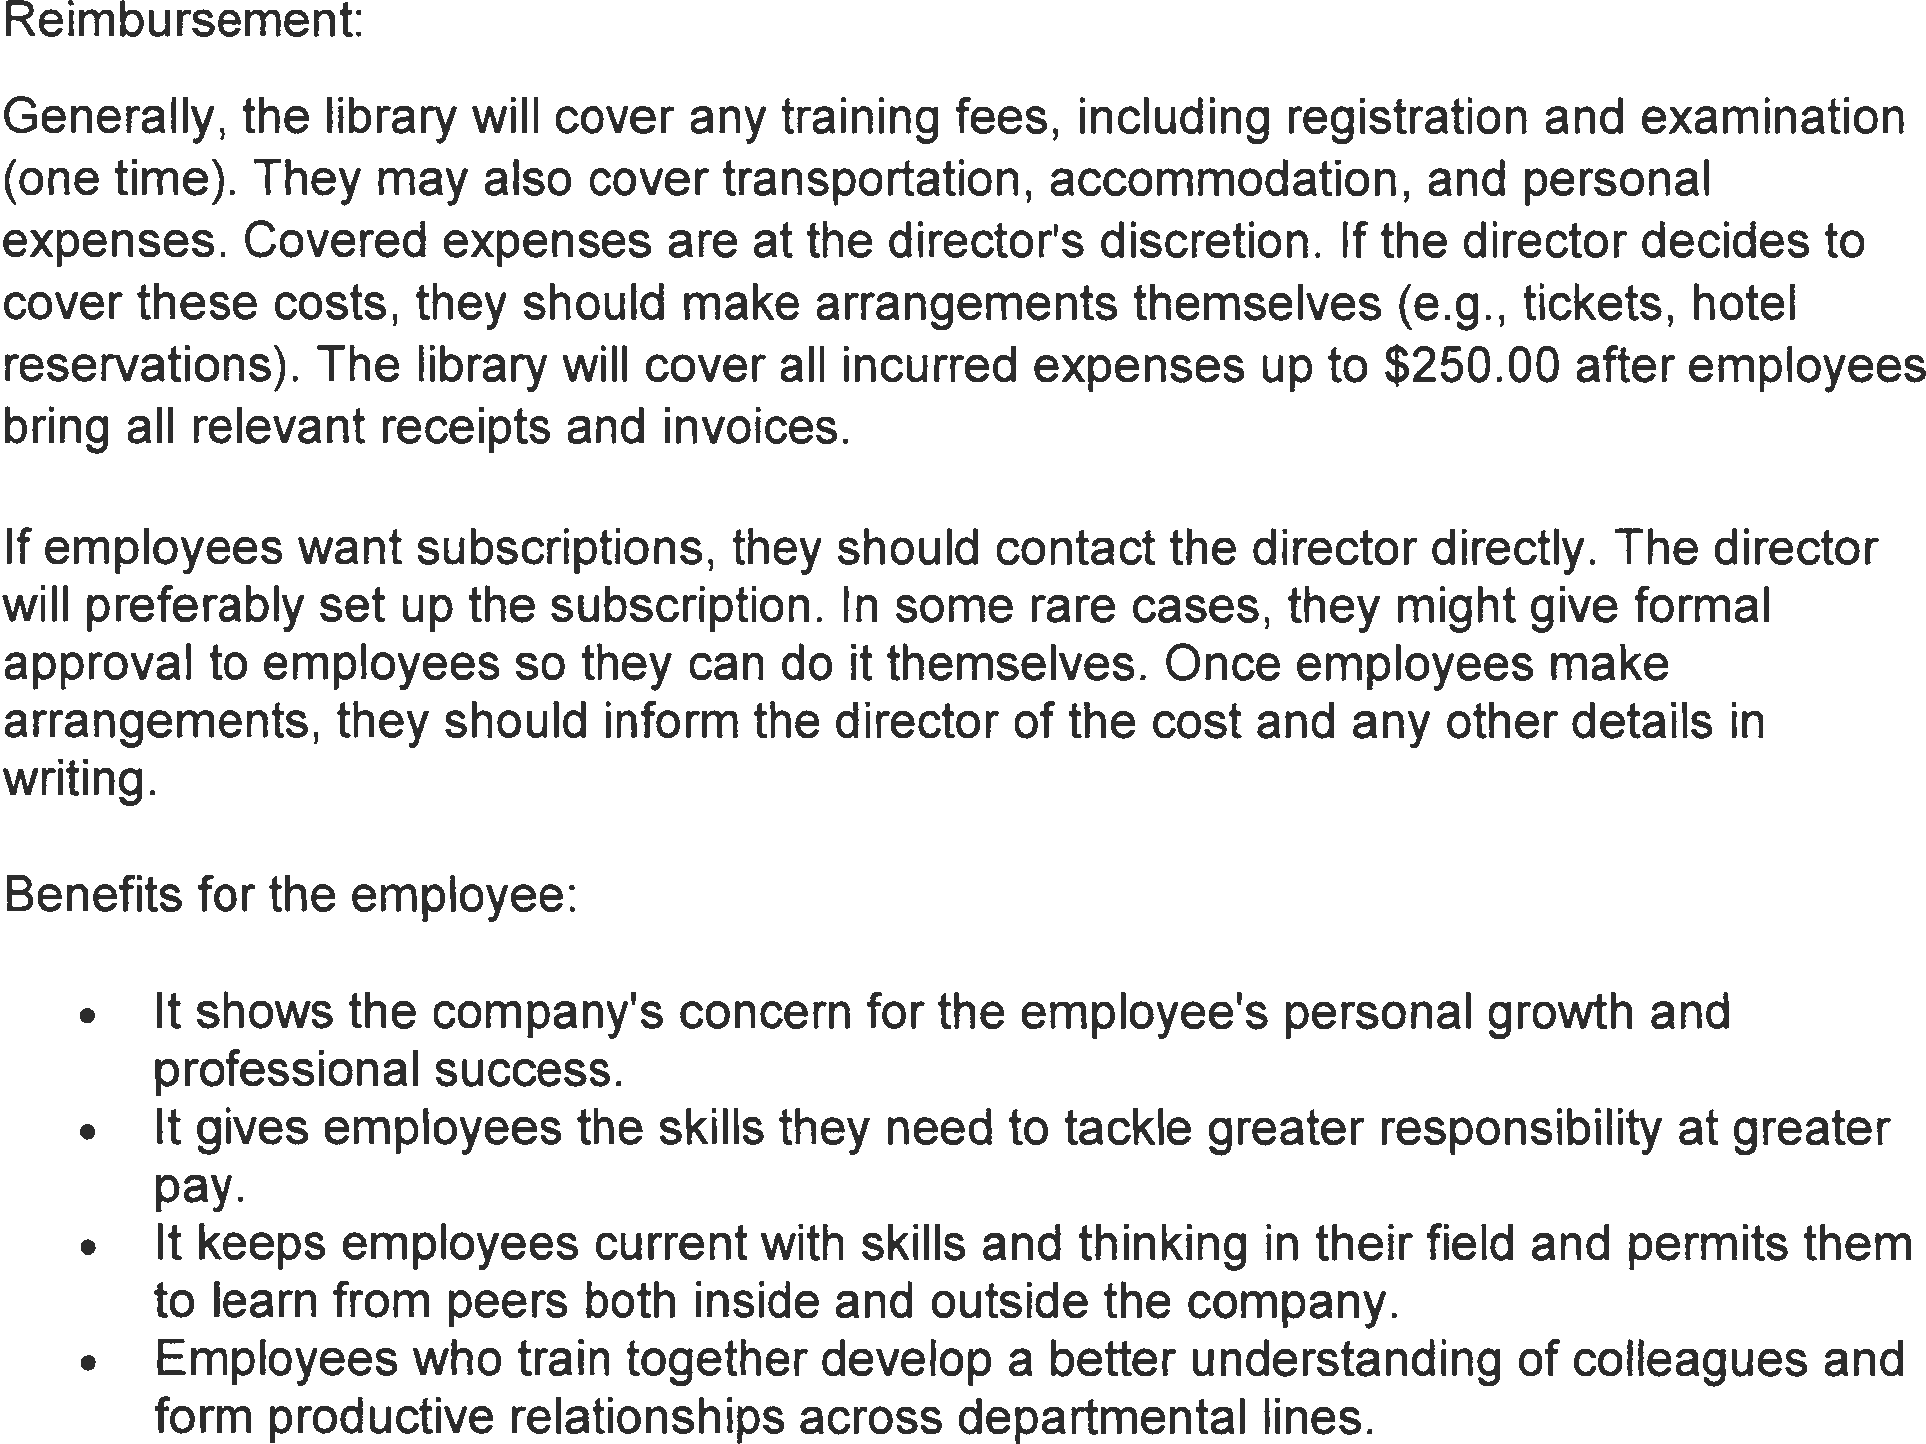 Reimbursement:
Generally, the library will cover any training fees, including registration and examination
(one time). They may also cover transportation, accommodation, and personal
expenses. Covered expenses are at the director's discretion. If the director decides to
cover these costs, they should make arrangements themselves (e.g., tickets, hotel
reservations). The library will cover all incurred expenses up to $250.00 after employees
bring all relevant receipts and invoices.
If employees want subscriptions, they should contact the director directly. The director
will preferably set up the subscription. In some rare cases, they might give formal
approval to employees so they can do it themselves. Once employees make
arrangements, they should inform the director of the cost and any other details in
writing.
Benefits for the employee:
• It shows the company's concern for the employee's personal growth and
professional success.
• It gives employees the skills they need to tackle greater responsibility at greater
pay.
• It keeps employees current with skills and thinking in their field and permits them
to learn from peers both inside and outside the company.
• Employees who train together develop a better understanding of colleagues and
form productive relationships across departmental lines.